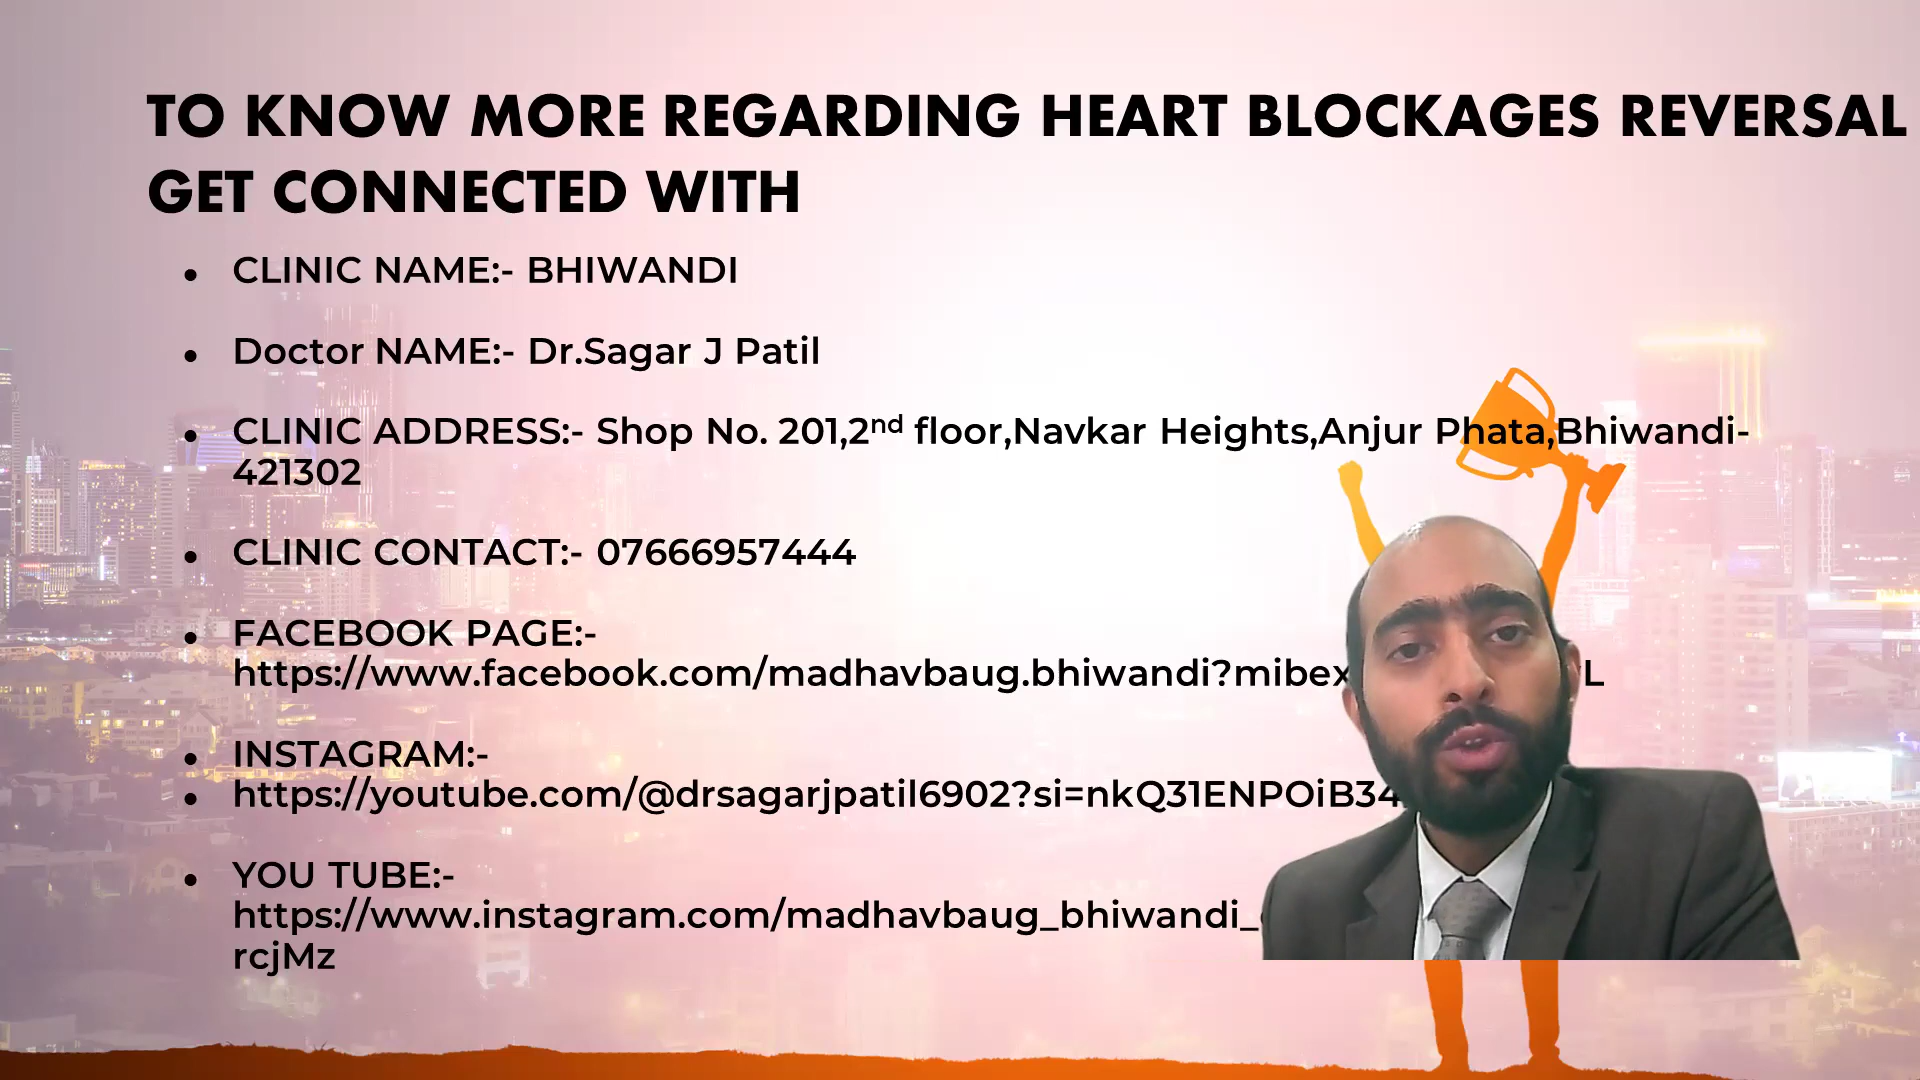 TO KNOW MORE REGARDING HEART BLOCKAGES REVERSAL
GET CONNECTED WITH
• CLINIC NAME:- BHIWANDI
• Doctor NAME:- Dr.Sagar J Patil
• CLINIC ADDRESS:- Shop No. 201,2nd floor,Navkar Heights,Anjur Phata,Bhiwandi-
421302
• CLINIC CONTACT:- 07666957444
• FACEBOOK PAGE:-
https://www.facebook.com/madhavbaug.bhiwandi?mibex L
• INSTAGRAM:-
• https://youtube.com/@drsagarjpatil6902?si=nkQ31ENPOiB34
• YOU TUBE:-
https://www.instagram.com/madhavbaug_bhiwandi_
rcjMz